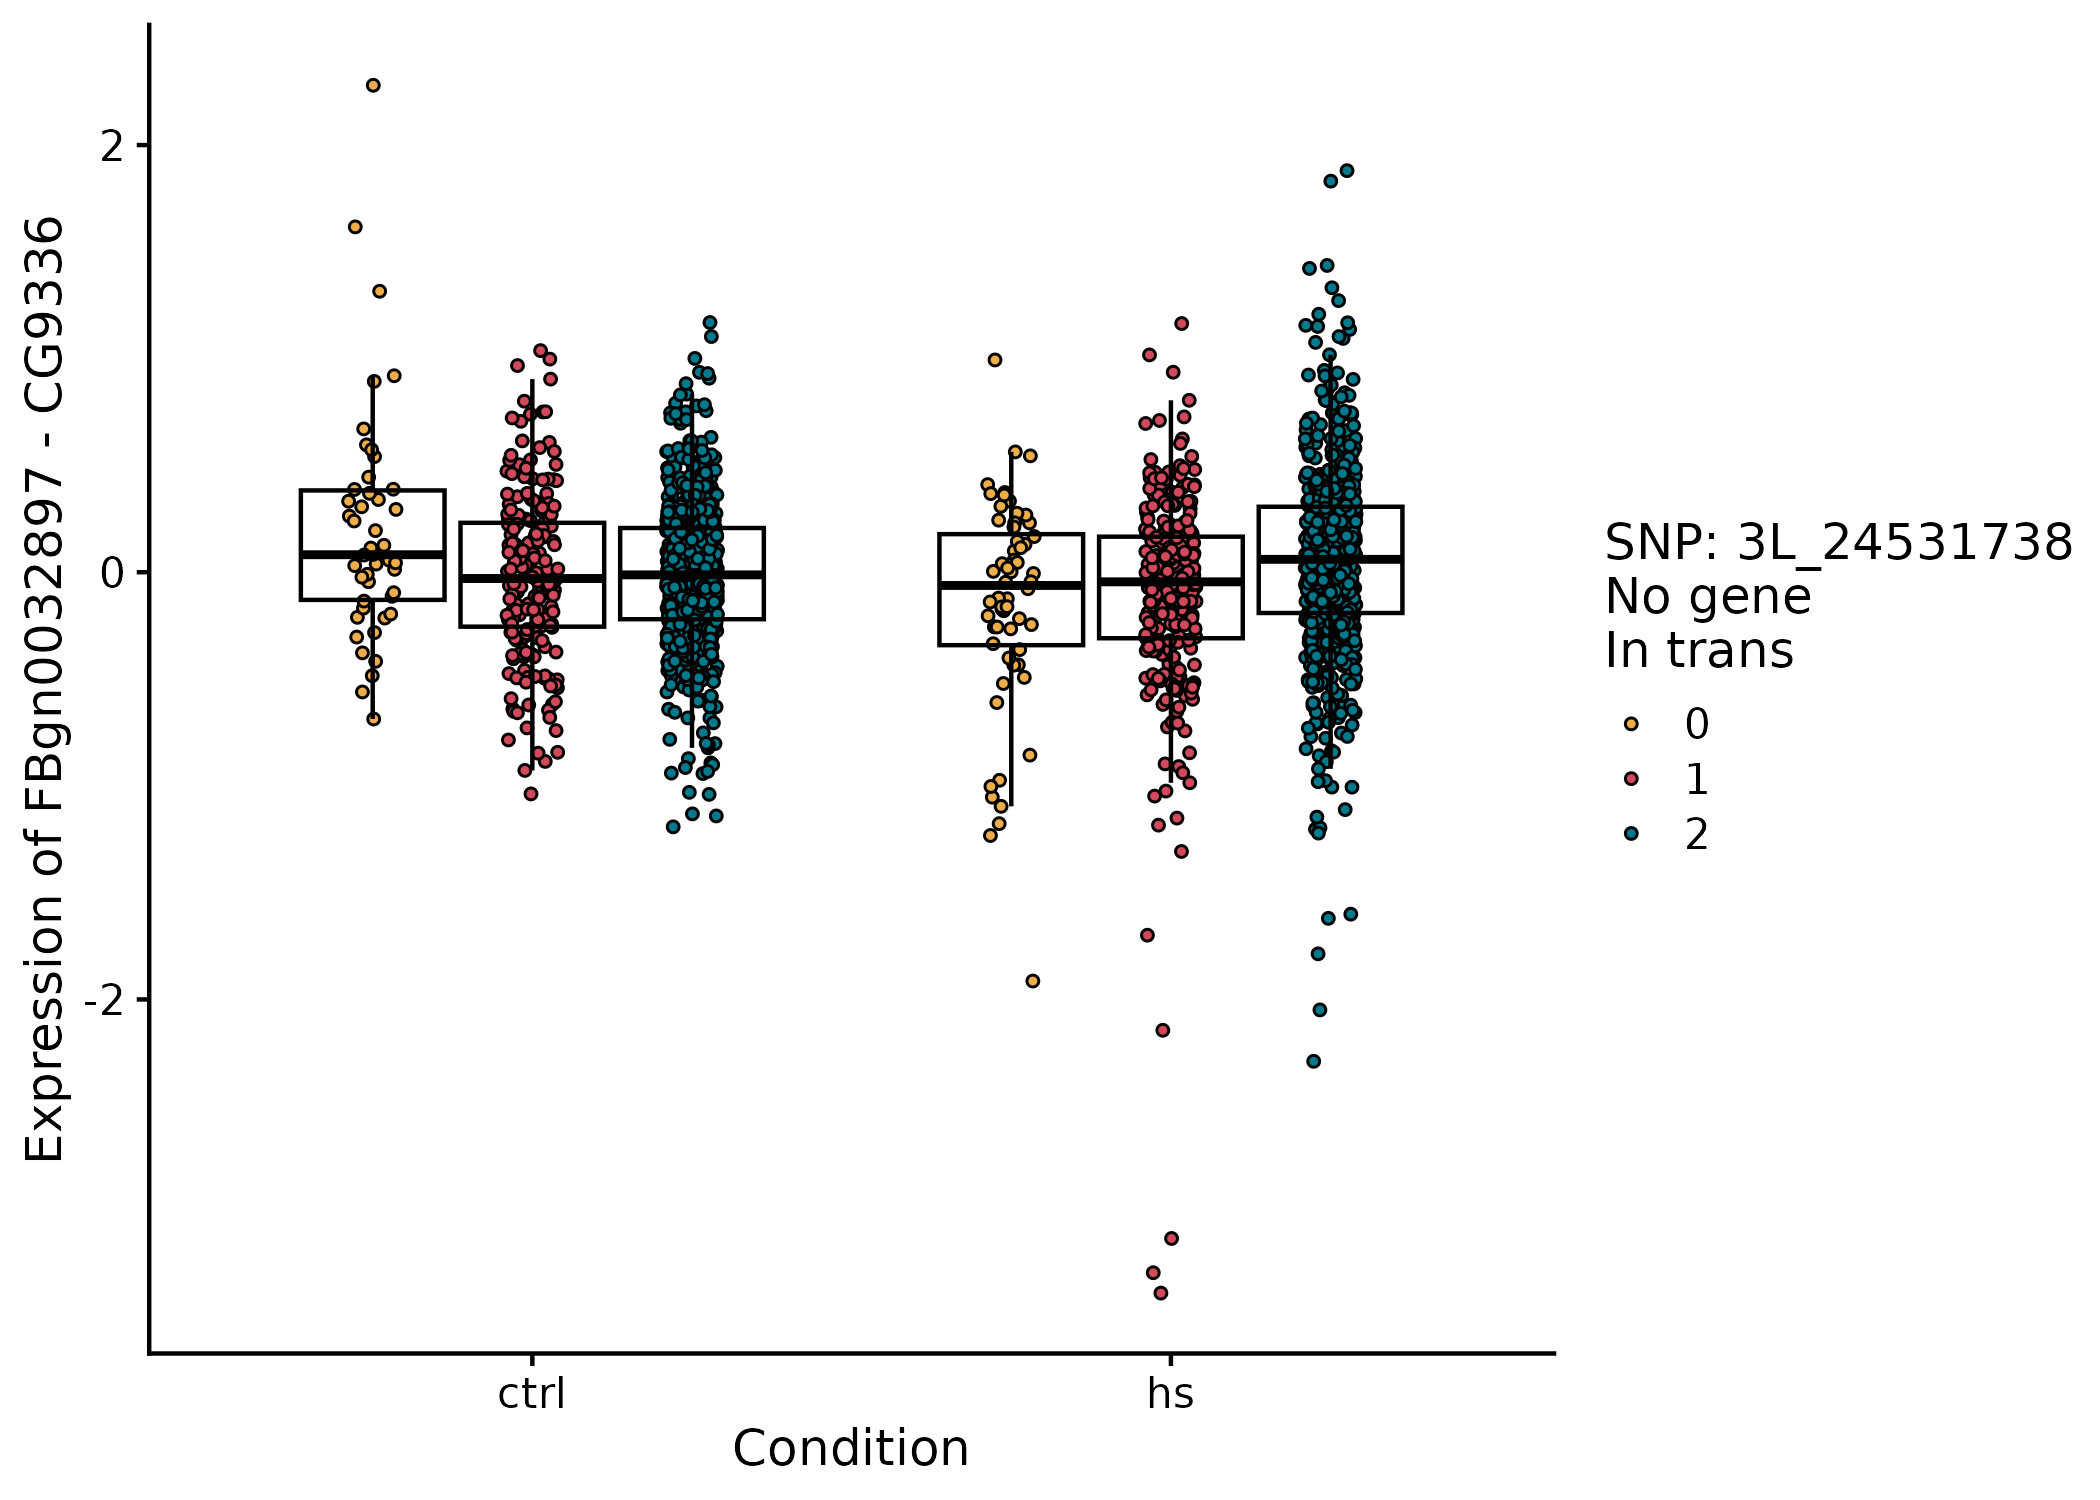 Expression of FBgn0032897 - CG9336
2
0
-2
ctrl
hs
Condition
SNP: 3L_24531738
No gene
In trans
0
1
2